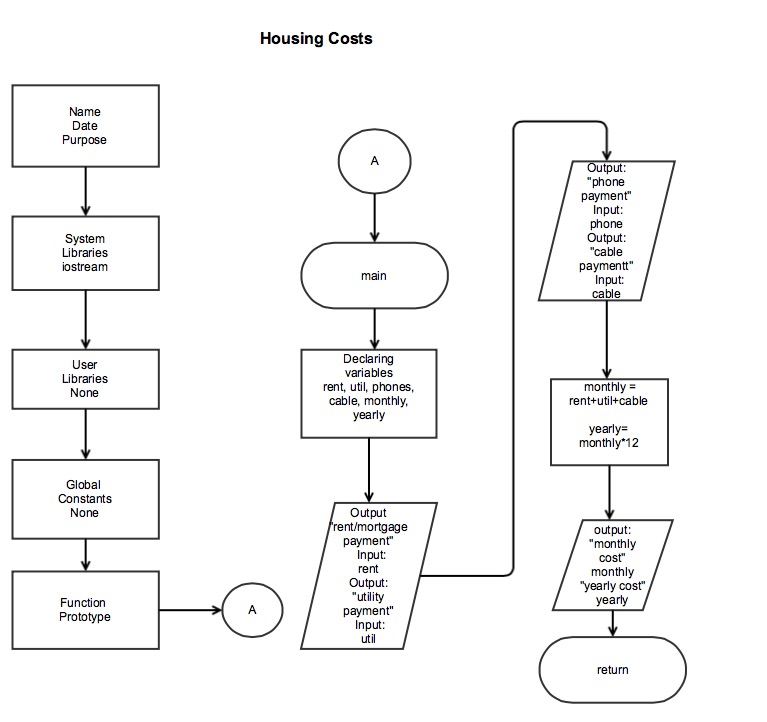 Housing Costs
Name
Date
Purpose
System
Libraries
iostream
User
Libraries
None
Global
Constants
None
Function
Prototype
A
A
main
Declaring
variables
rent, util, phones,
cable, monthly,
yearly
Output
"rent/mortgage
payment"
Input:
rent
Output:
"utility
payment"
Input:
util
Output:
"phone
payment"
Input:
phone
Output:
"cable
paymentt"
Input:
cable
monthly =
rent+util+cable
yearly=
monthly*12
output:
"monthly
cost"
monthly
"yearly cost"
yearly
return